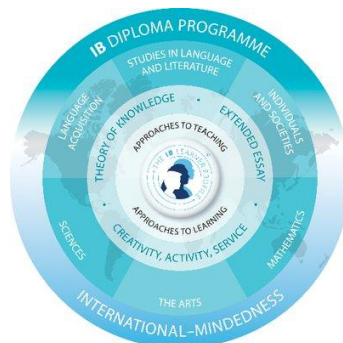 IB DIPLOMA PROGRAMME
STUDIES IN LANGUAGE
AND LITERATURE
LANGUAGE
ACQUISITION
INDIVIDUALS
AND SOCIETIES
THEORY OF KNOWLEDGE
EXTENDED ESSAY
APPROACHES TO TEACHING
THE IB LEARNER PROFILE
APPROACHES TO LEARNING
CREATIVITY, ACTIVITY, SERVICE
SCIENCES
MATHEMATICS
THE ARTS
INTERNATIONAL-MINDEDNESS